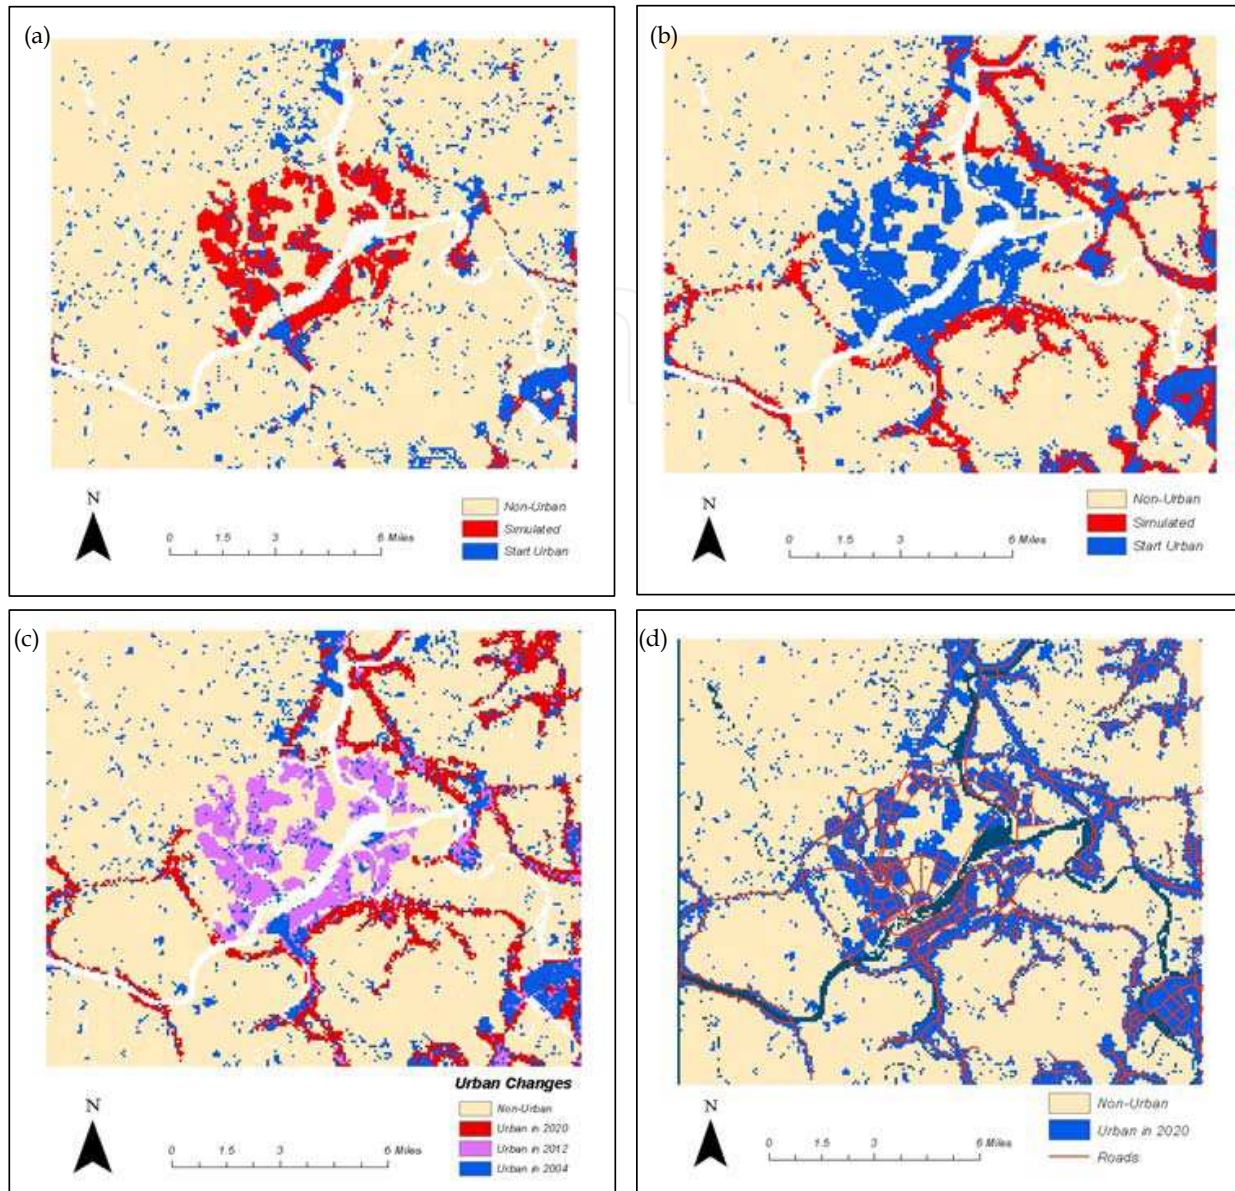 (a)
N
0 1.5 3 6 Miles
Non-Urban
Simulated
Start Urban
(b)
N
0 1.5 3 6 Miles
Non-Urban
Simulated
Start Urban
(c)
Urban Changes
N
0 1.5 3 6 Miles
Non-Urban
Urban in 2020
Urban in 2012
Urban in 2004
(d)
N
0 1.5 3 6 Miles
Non-Urban
Urban in 2020
Roads